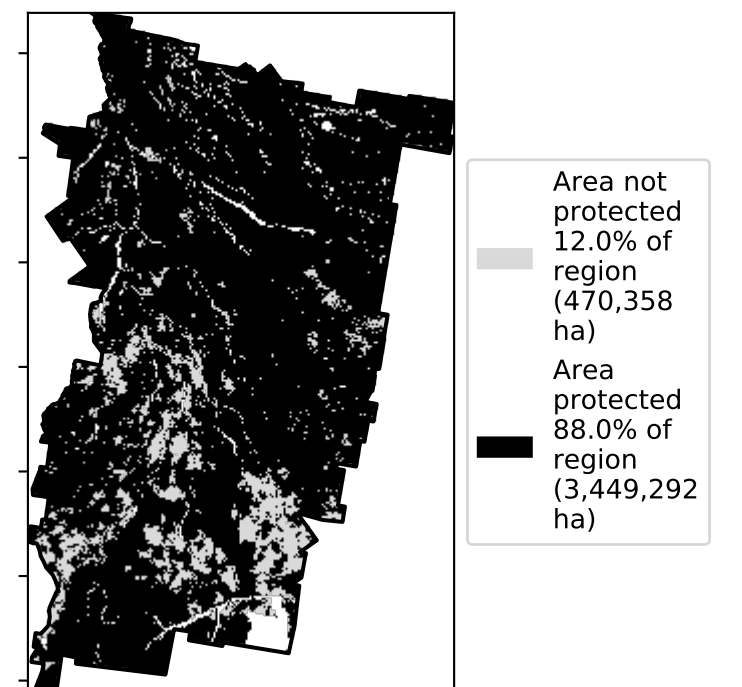 Area not
protected
12.0% of
region
(470,358
ha)
Area
protected
88.0% of
region
(3,449,292
ha)